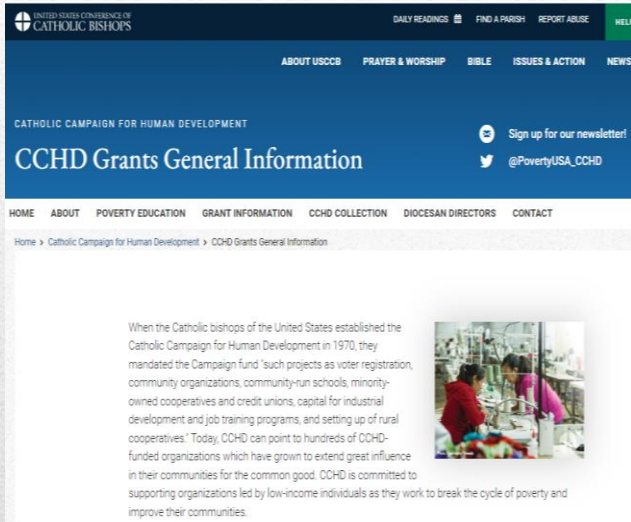 UNITED STATES CONFERENCE OF
CATHOLIC BISHOPS
DAILY READINGS FIND A PARISH REPORT ABUSE HELP
ABOUT USCCB PRAYER & WORSHIP BIBLE ISSUES & ACTION NEWS
CATHOLIC CAMPAIGN FOR HUMAN DEVELOPMENT
CCHD Grants General Information
Sign up for our newsletter!
@PovertyUSA_CCHD
HOME ABOUT POVERTY EDUCATION GRANT INFORMATION CCHD COLLECTION DIOCESAN DIRECTORS CONTACT
Home > Catholic Campaign for Human Development > CCHD Grants General Information
When the Catholic bishops of the United States established the
Catholic Campaign for Human Development in 1970, they
mandated the Campaign fund "such projects as voter registration,
community organizations, community-run schools, minority-
owned cooperatives and credit unions, capital for industrial
development and job training programs, and setting up of rural
cooperatives." Today, CCHD can point to hundreds of CCHD-
funded organizations which have grown to extend great influence
in their communities for the common good. CCHD is committed to
supporting organizations led by low-income individuals as they work to break the cycle of poverty and
improve their communities.